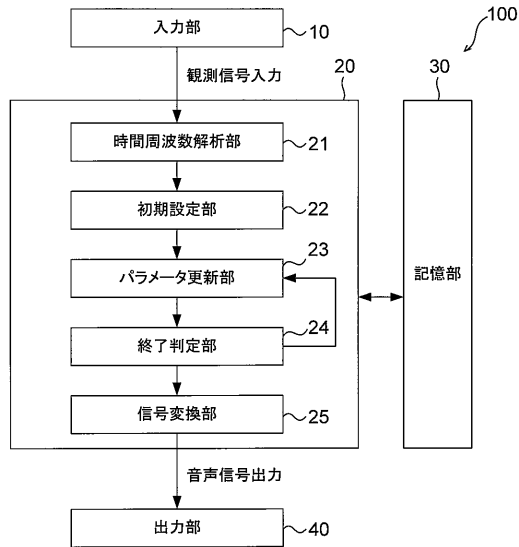 入力部
10
100
観測信号入力
20
30
時間周波数解析部
21
初期設定部
22
23
パラメータ更新部
記憶部
24
終了判定部
信号変換部
25
音声信号出力
出力部
40